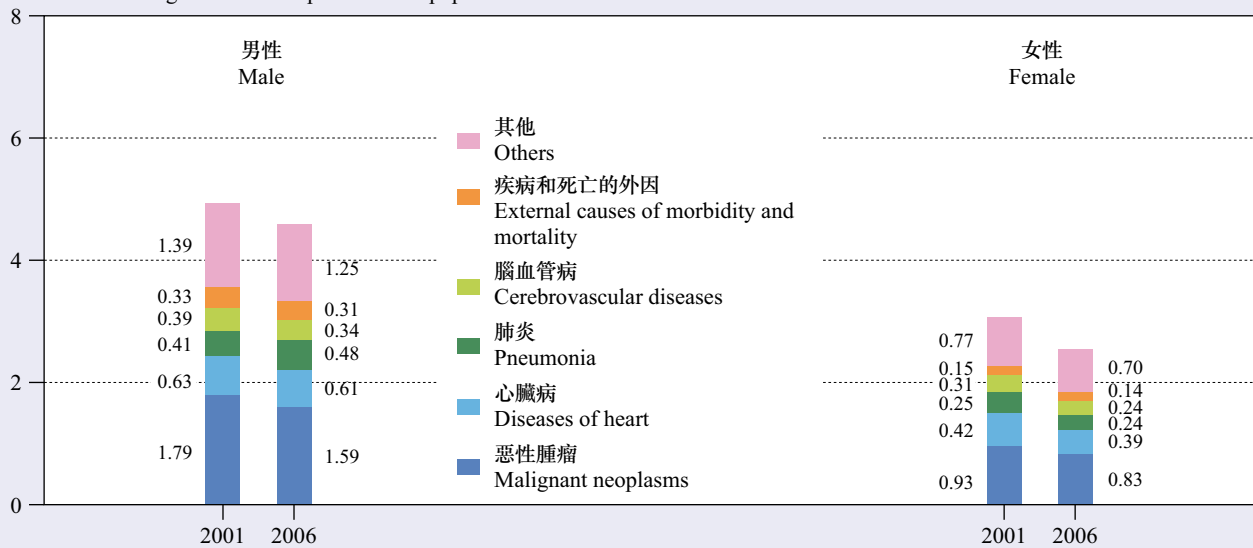 8
6
4
2
0
男性
Male
女性
Female
其他
Others
疾病和死亡的外因
External causes of morbidity and
mortality
腦血管病
Cerebrovascular diseases
肺炎
Pneumonia
心臟病
Diseases of heart
惡性腫瘤
Malignant neoplasms
1.39
0.33
0.39
0.41
0.63
1.79
1.25
0.31
0.34
0.48
0.61
1.59
0.77
0.15
0.31
0.25
0.42
0.93
0.70
0.14
0.24
0.24
0.39
0.83
2001 2006
2001 2006